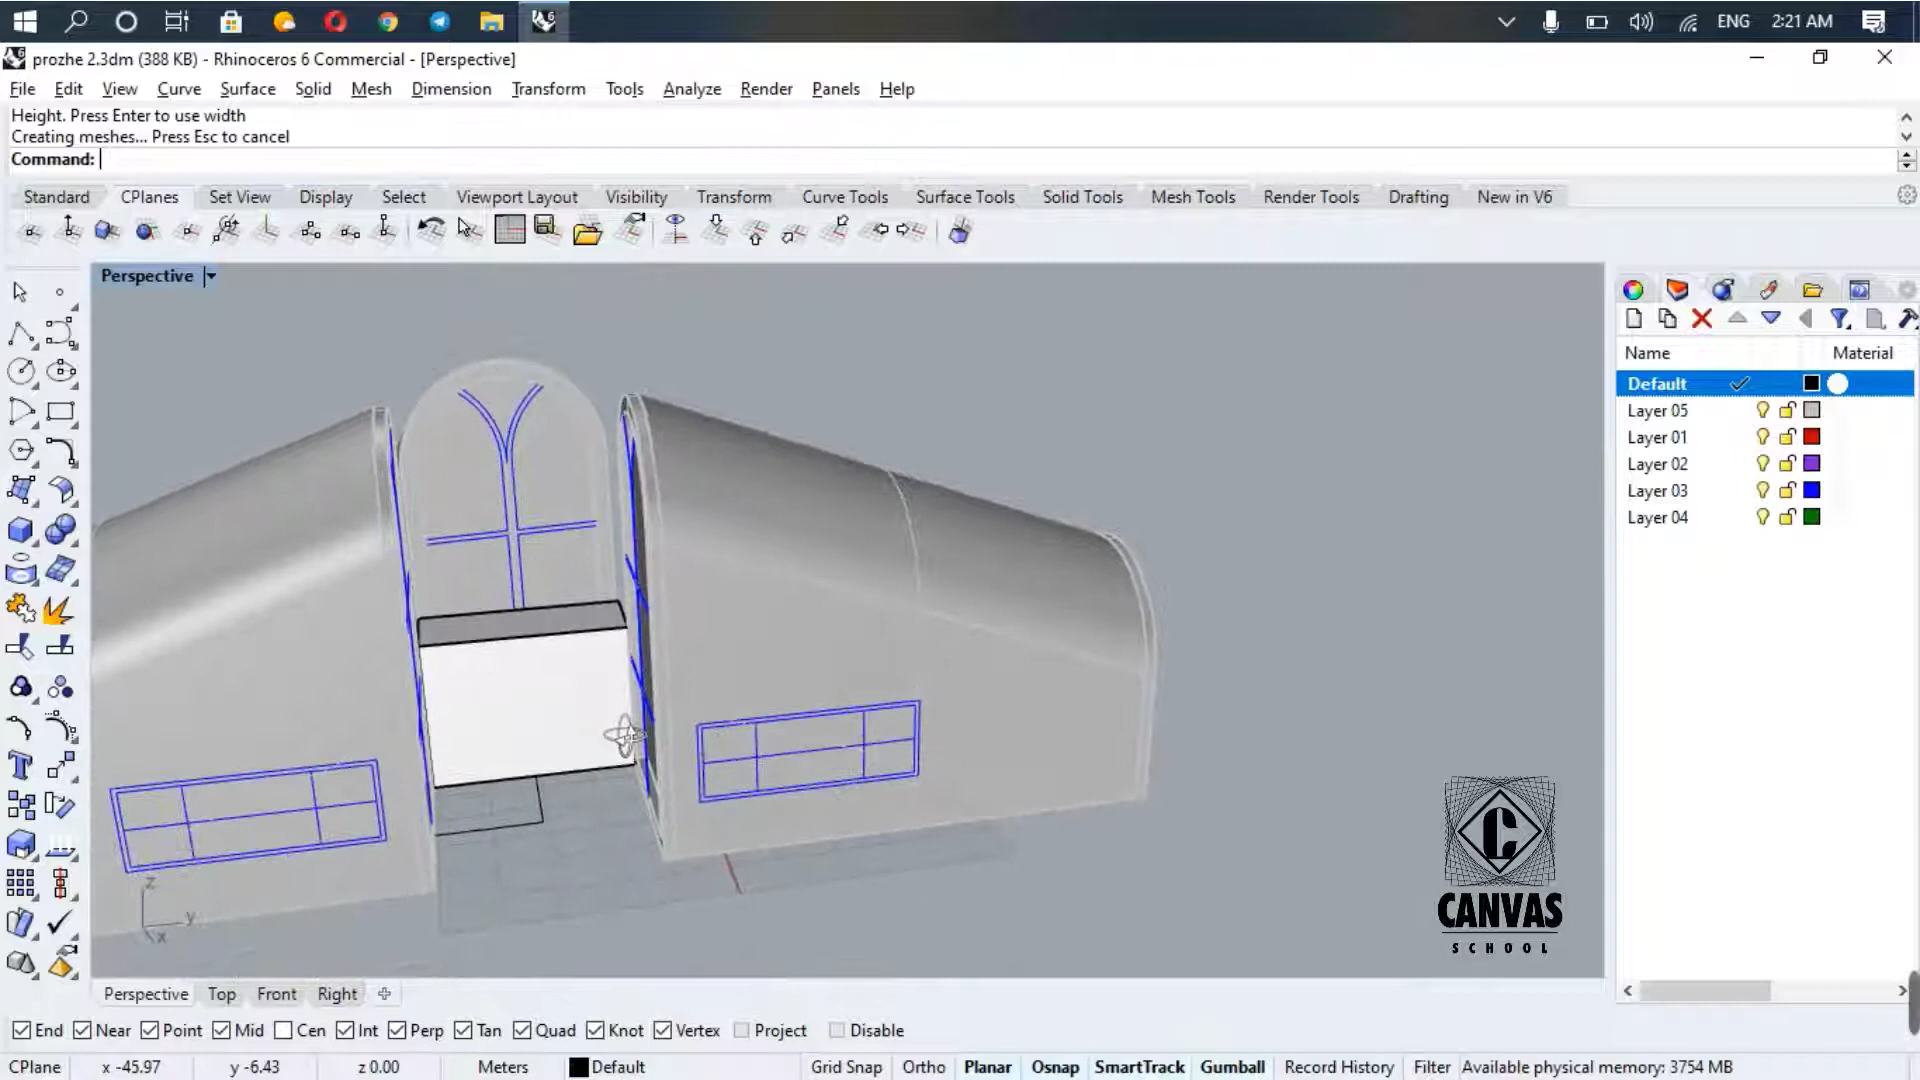 ENG 2:21 AM
prozhe 2.3dm (388 KB) - Rhinoceros 6 Commercial - [Perspective]
File Edit View Curve Surface Solid Mesh Dimension Transform Tools Analyze Render Panels Help
Height. Press Enter to use width
Creating meshes... Press Esc to cancel
Command:
Standard CPlanes Set View Display Select Viewport Layout Visibility Transform Curve Tools Surface Tools Solid Tools Mesh Tools Render Tools Drafting New in V6
Perspective
Name Material
Default
Layer 05
Layer 01
Layer 02
Layer 03
Layer 04
z
y
x
C
CANVAS
SCHOOL
Perspective Top Front Right
End Near Point Mid Cen Int Perp Tan Quad Knot Vertex Project Disable
CPlane x -45.97 y -6.43 z 0.00 Meters Default Grid Snap Ortho Planar Osnap SmartTrack Gumball Record History Filter Available physical memory: 3754 MB